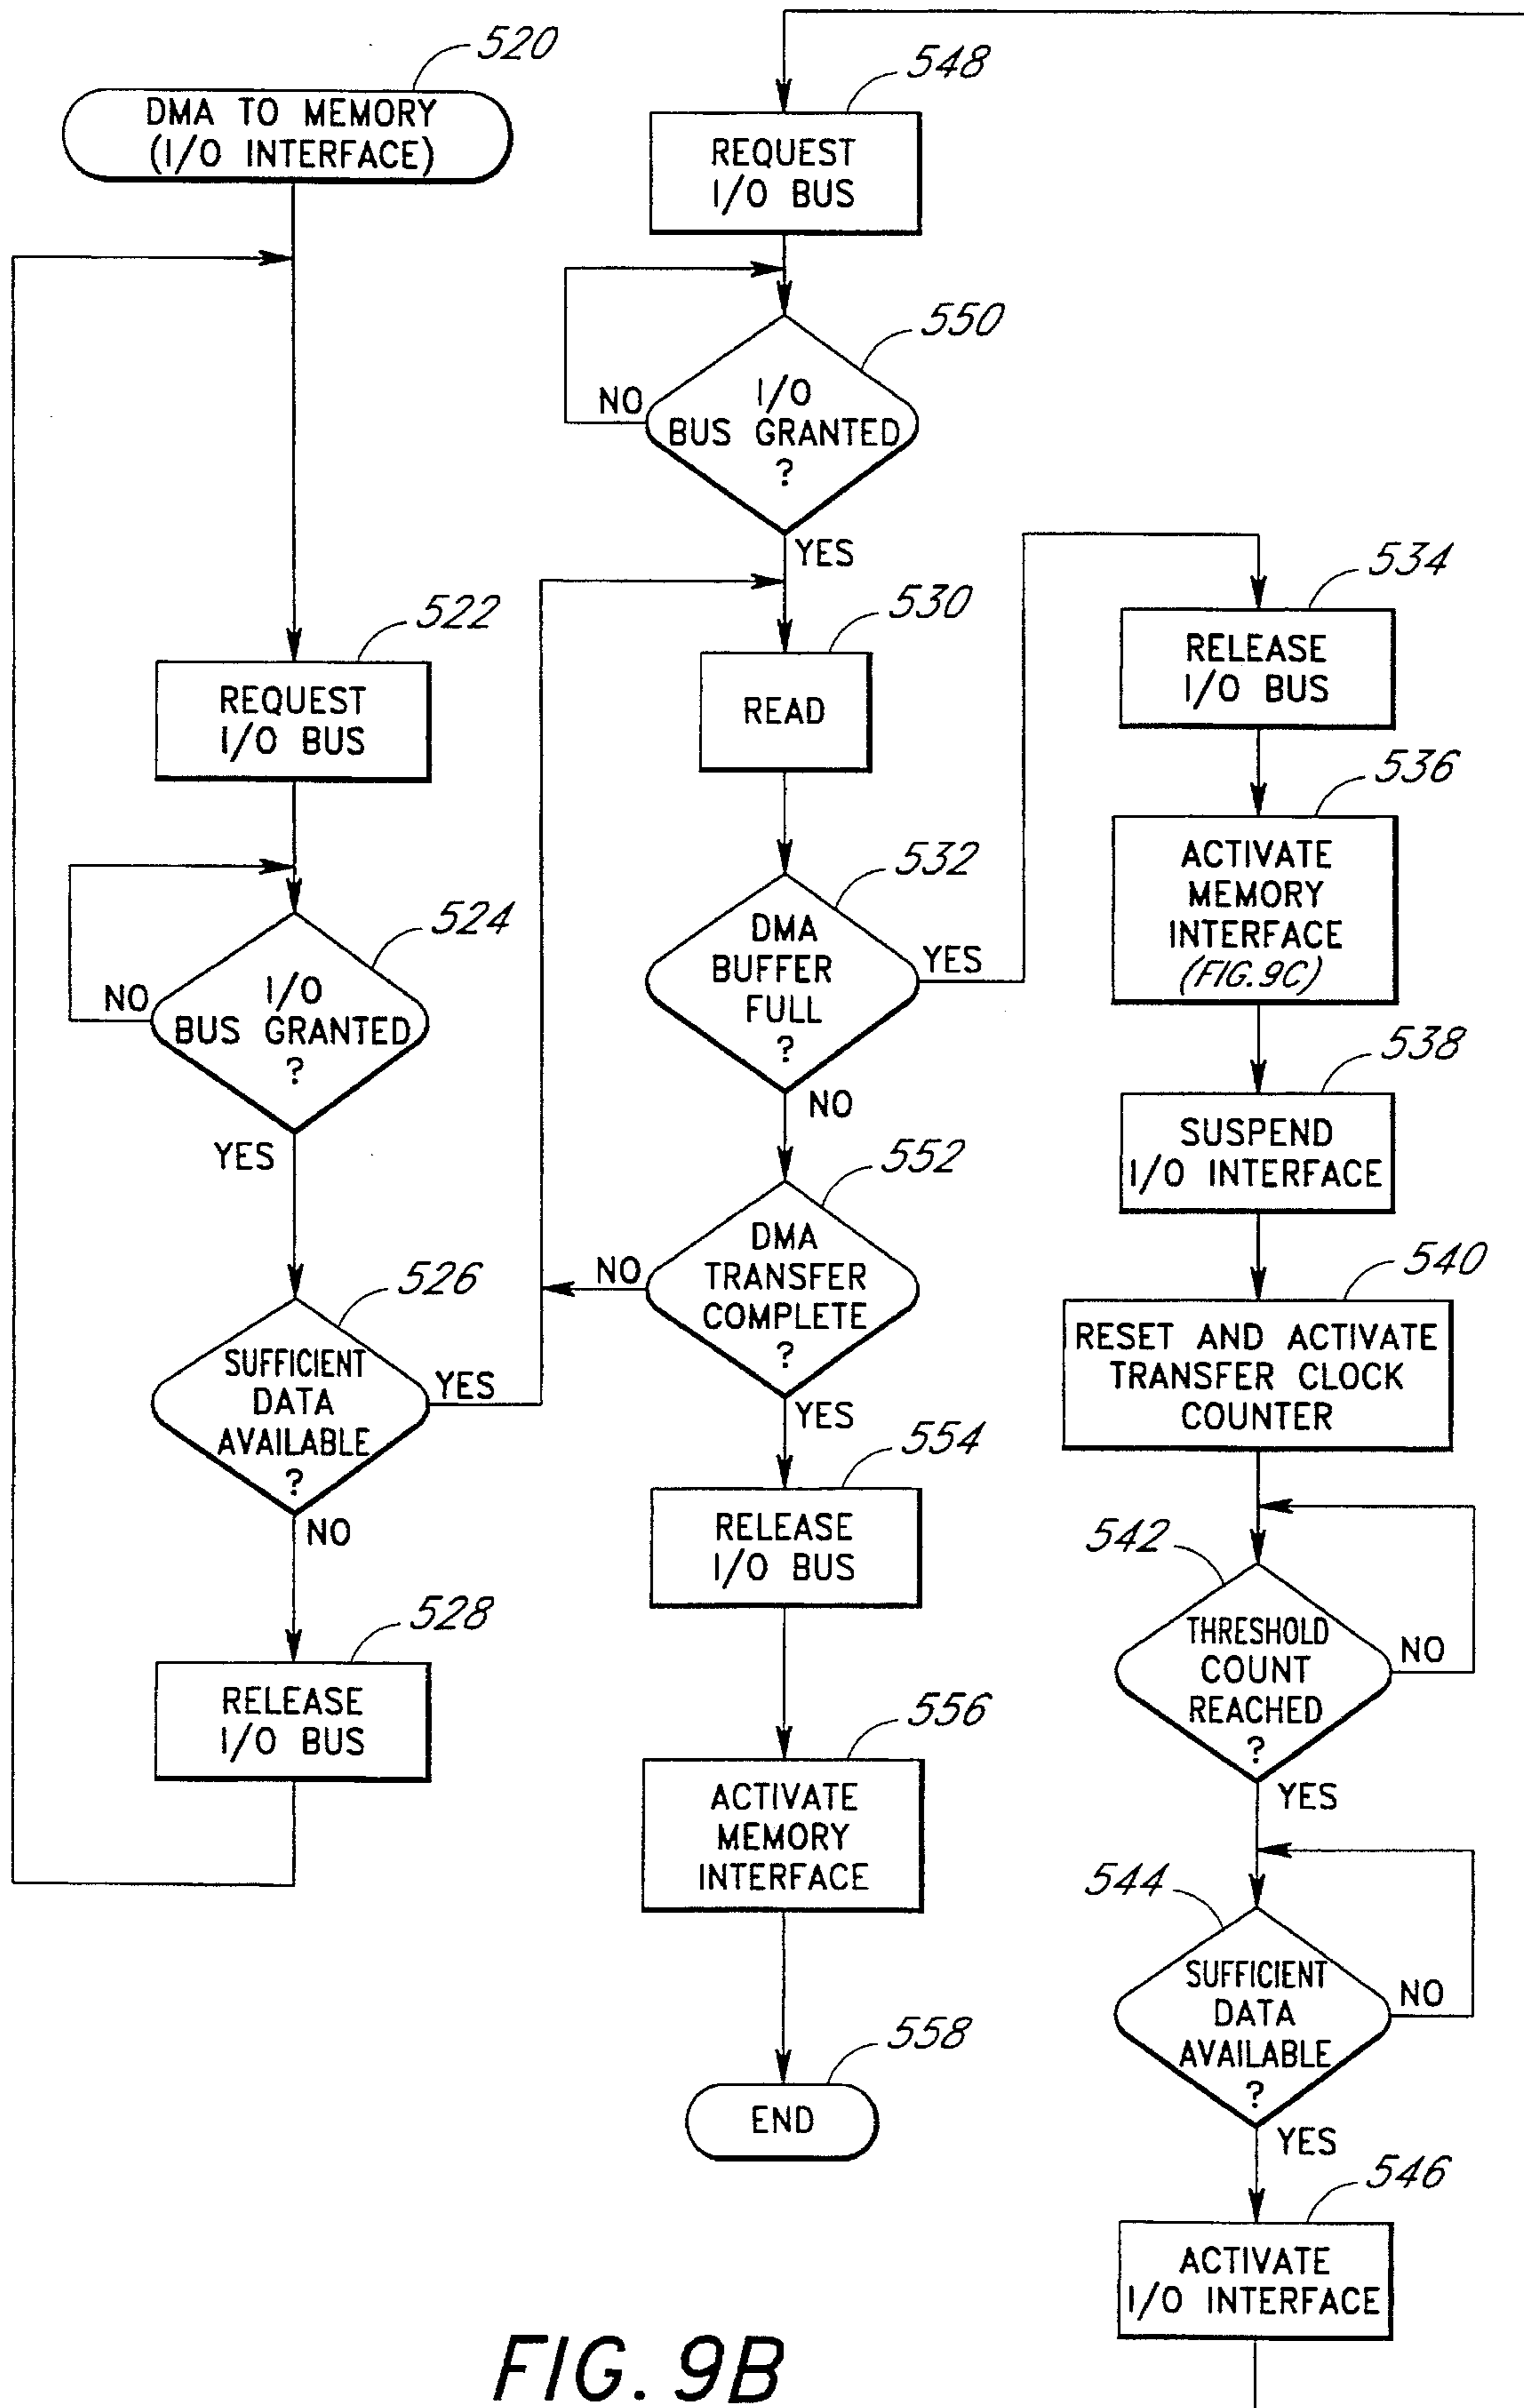 520
DMA TO MEMORY
(I/O INTERFACE)
522
REQUEST
I/O BUS
524
NO
I/O
BUS GRANTED
?
YES
526
SUFFICIENT
DATA
AVAILABLE
?
YES
NO
528
RELEASE
I/O BUS
548
REQUEST
I/O BUS
550
NO
I/O
BUS GRANTED
?
YES
530
READ
532
DMA
BUFFER
FULL
?
YES
NO
552
NO
DMA
TRANSFER
COMPLETE
?
YES
554
RELEASE
I/O BUS
556
ACTIVATE
MEMORY
INTERFACE
558
END
534
RELEASE
I/O BUS
536
ACTIVATE
MEMORY
INTERFACE
(FIG.9C)
538
SUSPEND
I/O INTERFACE
540
RESET AND ACTIVATE
TRANSFER CLOCK
COUNTER
542
THRESHOLD
COUNT
REACHED
?
NO
YES
544
SUFFICIENT
DATA
AVAILABLE
?
NO
YES
546
ACTIVATE
I/O INTERFACE
FIG. 9B